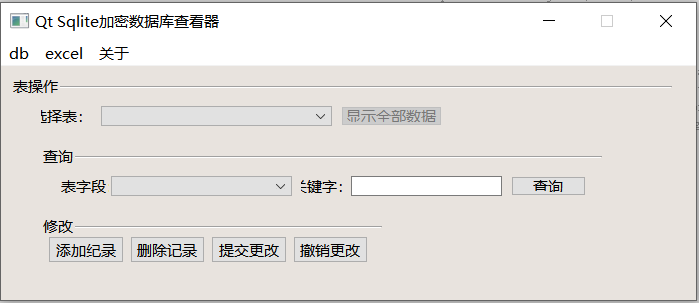 Qt Sqlite加密数据库查看器
db excel 关于
表操作
选择表： 显示全部数据
查询
表字段 关键字： 查询
修改
添加纪录 删除记录 提交更改 撤销更改